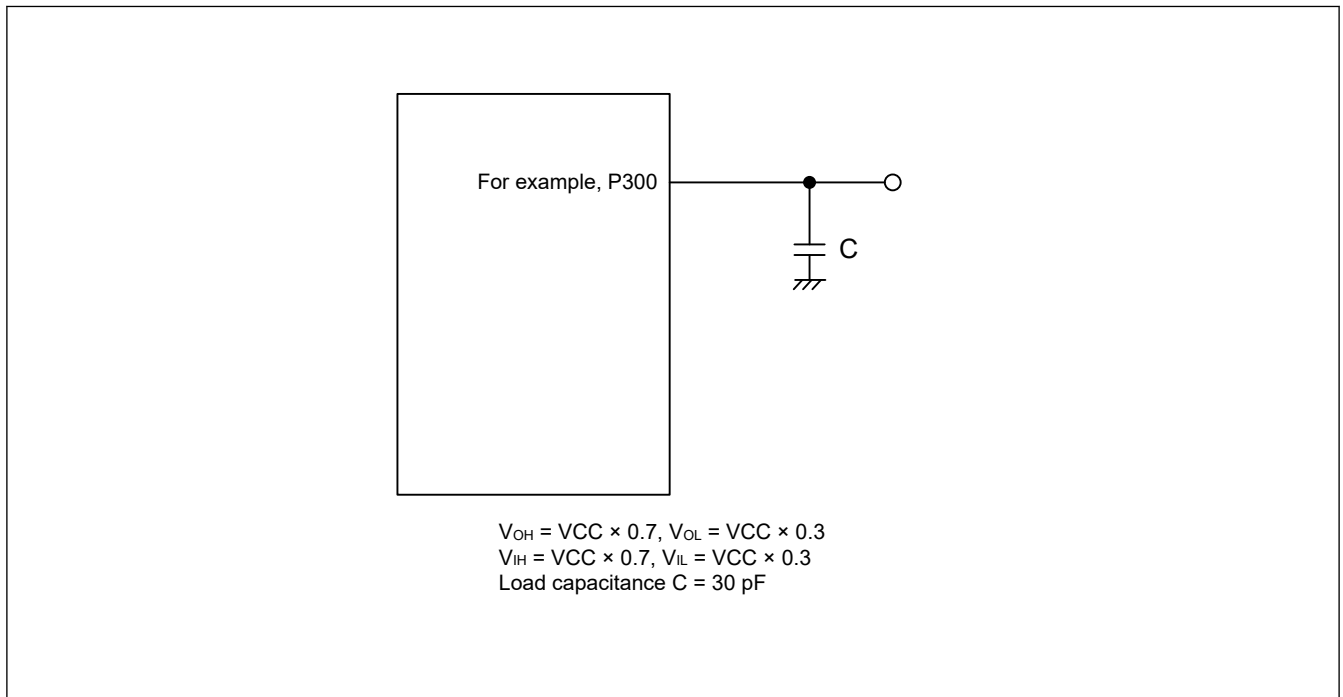 For example, P300
C
VOH = VCC × 0.7, VOL = VCC × 0.3
VIH = VCC × 0.7, VIL = VCC × 0.3
Load capacitance C = 30 pF